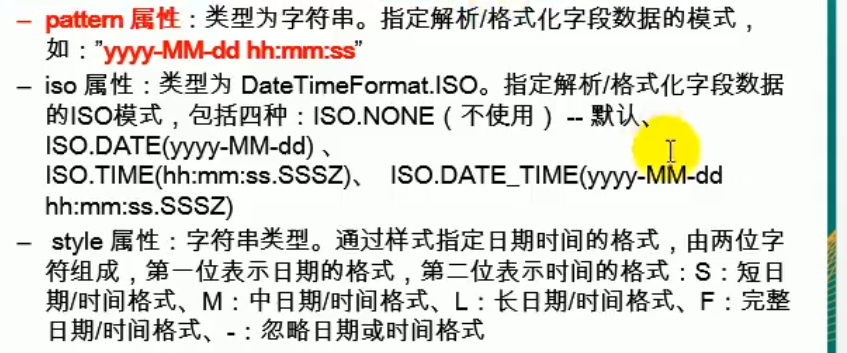 – pattern 属性：类型为字符串。指定解析/格式化字段数据的模式，
如："yyyy-MM-dd hh:mm:ss"
– iso 属性：类型为 DateTimeFormat.ISO。指定解析/格式化字段数据
的ISO模式，包括四种：ISO.NONE（不使用） -- 默认、
ISO.DATE(yyyy-MM-dd) 、
ISO.TIME(hh:mm:ss.SSSZ)、 ISO.DATE_TIME(yyyy-MM-dd
hh:mm:ss.SSSZ)
– style 属性：字符串类型。通过样式指定日期时间的格式，由两位字
符组成，第一位表示日期的格式，第二位表示时间的格式：S：短日
期/时间格式、M：中日期/时间格式、L：长日期/时间格式、F：完整
日期/时间格式、-：忽略日期或时间格式